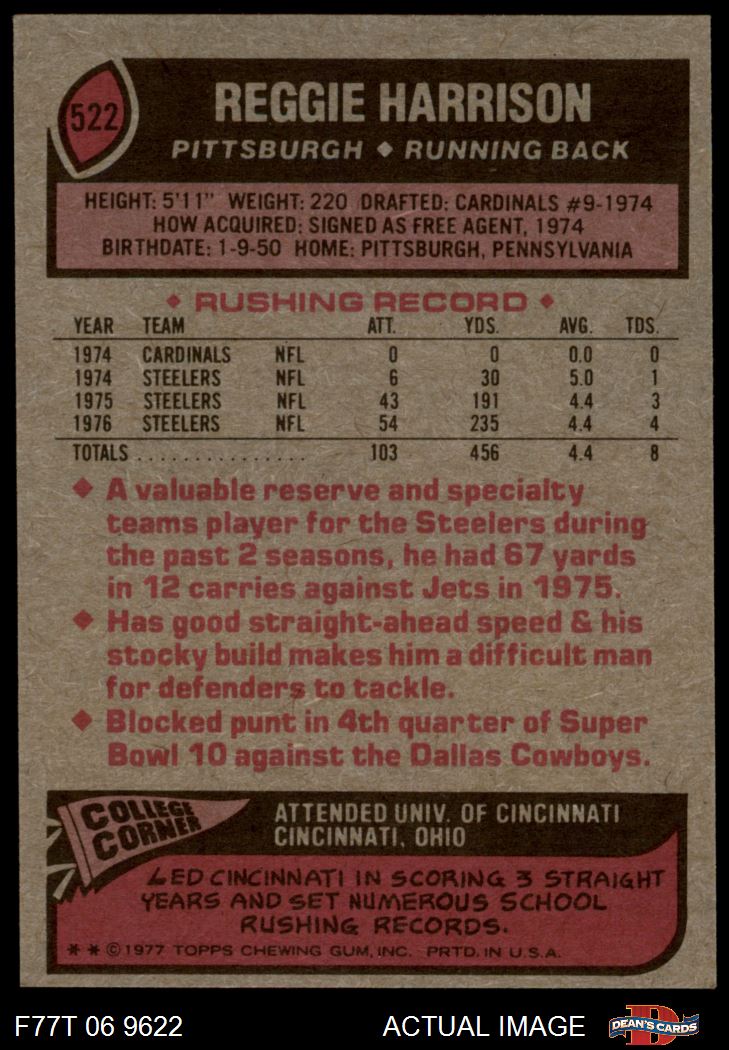 522
REGGIE HARRISON
PITTSBURGH ◆ RUNNING BACK
HEIGHT: 5'11" WEIGHT: 220 DRAFTED: CARDINALS #9-1974
HOW ACQUIRED: SIGNED AS FREE AGENT, 1974
BIRTHDATE: 1-9-50 HOME: PITTSBURGH, PENNSYLVANIA
◆ RUSHING RECORD ◆
YEAR TEAM ATT. YDS. AVG. TDS.
1974 CARDINALS NFL 0 0 0.0 0
1974 STEELERS NFL 6 30 5.0 1
1975 STEELERS NFL 43 191 4.4 3
1976 STEELERS NFL 54 235 4.4 4
TOTALS . . . . . . . . . . . . . . . 103 456 4.4 8
◆ A valuable reserve and specialty
teams player for the Steelers during
the past 2 seasons, he had 67 yards
in 12 carries against Jets in 1975.
◆ Has good straight-ahead speed & his
stocky build makes him a difficult man
for defenders to tackle.
◆ Blocked punt in 4th quarter of Super
Bowl 10 against the Dallas Cowboys.
COLLEGE
CORNER
ATTENDED UNIV. OF CINCINNATI
CINCINNATI, OHIO
LED CINCINNATI IN SCORING 3 STRAIGHT
YEARS AND SET NUMEROUS SCHOOL
RUSHING RECORDS.
* * © 1977 TOPPS CHEWING GUM, INC. PRTD. IN U.S.A.
F77T 06 9622 ACTUAL IMAGE D DEAN'S CARDS